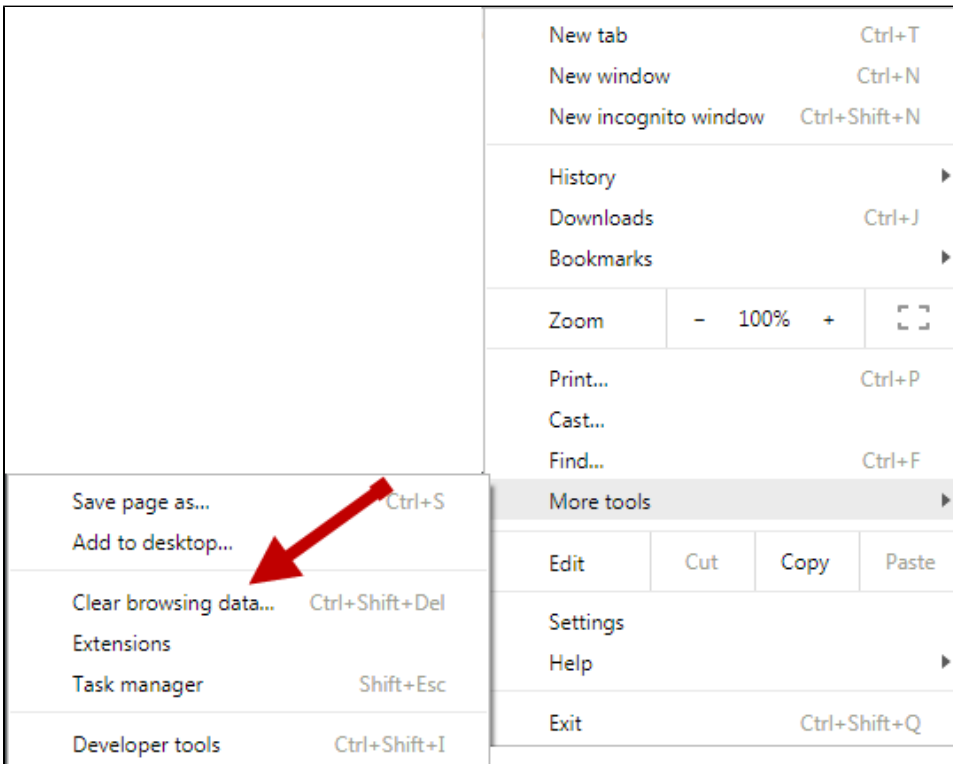 New tab Ctrl+T
New window Ctrl+N
New incognito window Ctrl+Shift+N
History
Downloads Ctrl+J
Bookmarks
Zoom − 100% +
Print... Ctrl+P
Cast...
Find... Ctrl+F
More tools
Edit Cut Copy Paste
Settings
Help
Exit Ctrl+Shift+Q
Save page as... Ctrl+S
Add to desktop...
Clear browsing data... Ctrl+Shift+Del
Extensions
Task manager Shift+Esc
Developer tools Ctrl+Shift+I